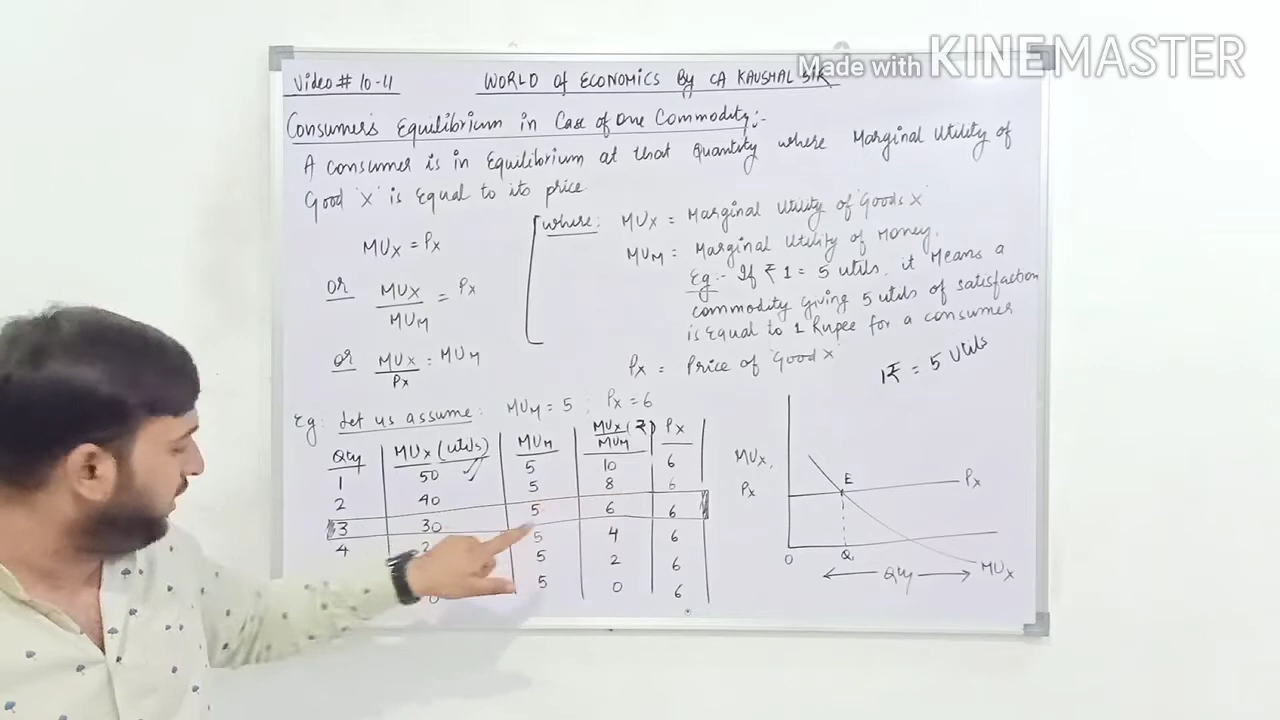 Made with KINEMASTER
Video# 10-11
WORLD of ECONOMICS By CA KAUSHAL SIR
Consumer's Equilibrium in Case of One Commodity:-
A consumer is in Equilibrium at that Quantity where Marginal Utility of
Good 'X' is Equal to its price
MUx = Px
or MUx / MUM = Px
or MUx / Px = MUM
where: MUx = Marginal Utility of 'Goods X'
MUM = Marginal Utility of Money.
Eg:- If ₹ 1 = 5 utils, it Means a
commodity giving 5 utils of satisfaction
is equal to 1 Rupee for a consumer
Px = Price of 'Good X'
1₹ = 5 Utils
Eg: Let us assume: MUM = 5 ; Px = 6
Qty MUx (utils) MUM MUx/MUM (₹) Px
1 50 5 10 6
2 40 5 8 6
3 30 5 6 6
4 2 5 4 6
5 2 6
0 5 0 6
MUx,
Px
E
Px
0
Q1
Qty
MUx